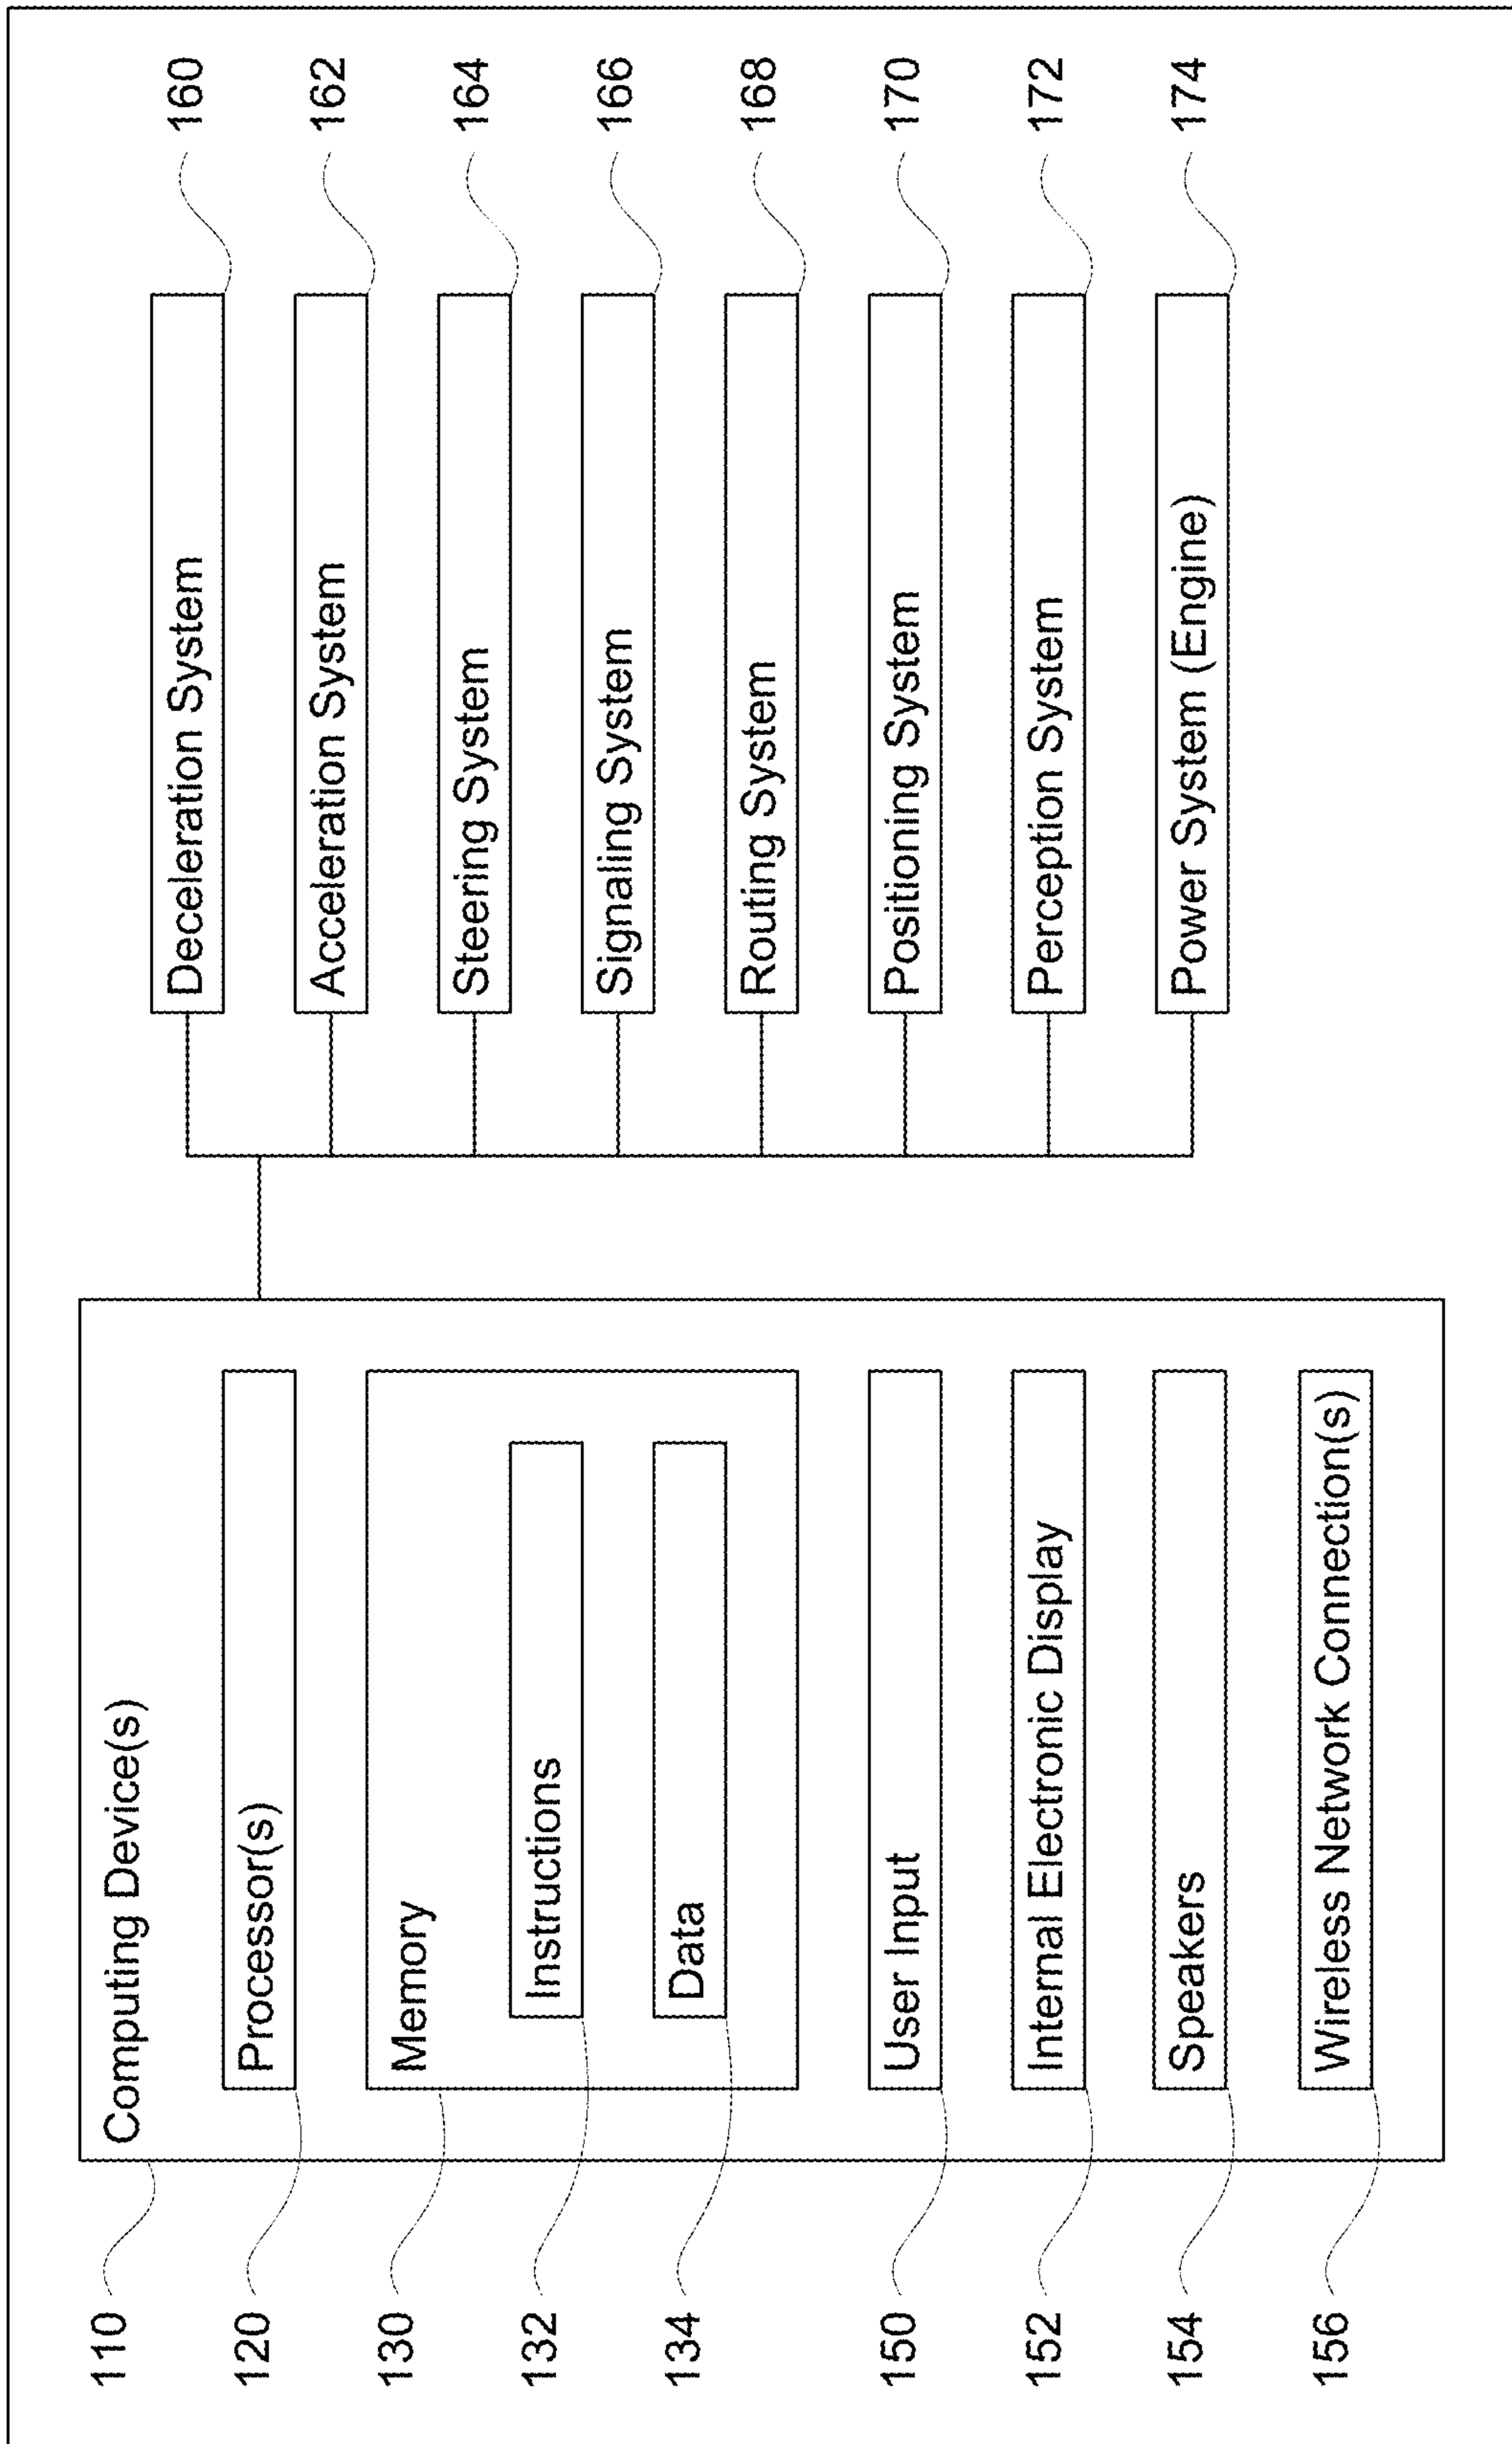 110
Computing Device(s)
120
Processor(s)
130
Memory
132
Instructions
134
Data
150
User Input
152
Internal Electronic Display
154
Speakers
156
Wireless Network Connection(s)
Deceleration System
160
Acceleration System
162
Steering System
164
Signaling System
166
Routing System
168
Positioning System
170
Perception System
172
Power System (Engine)
174